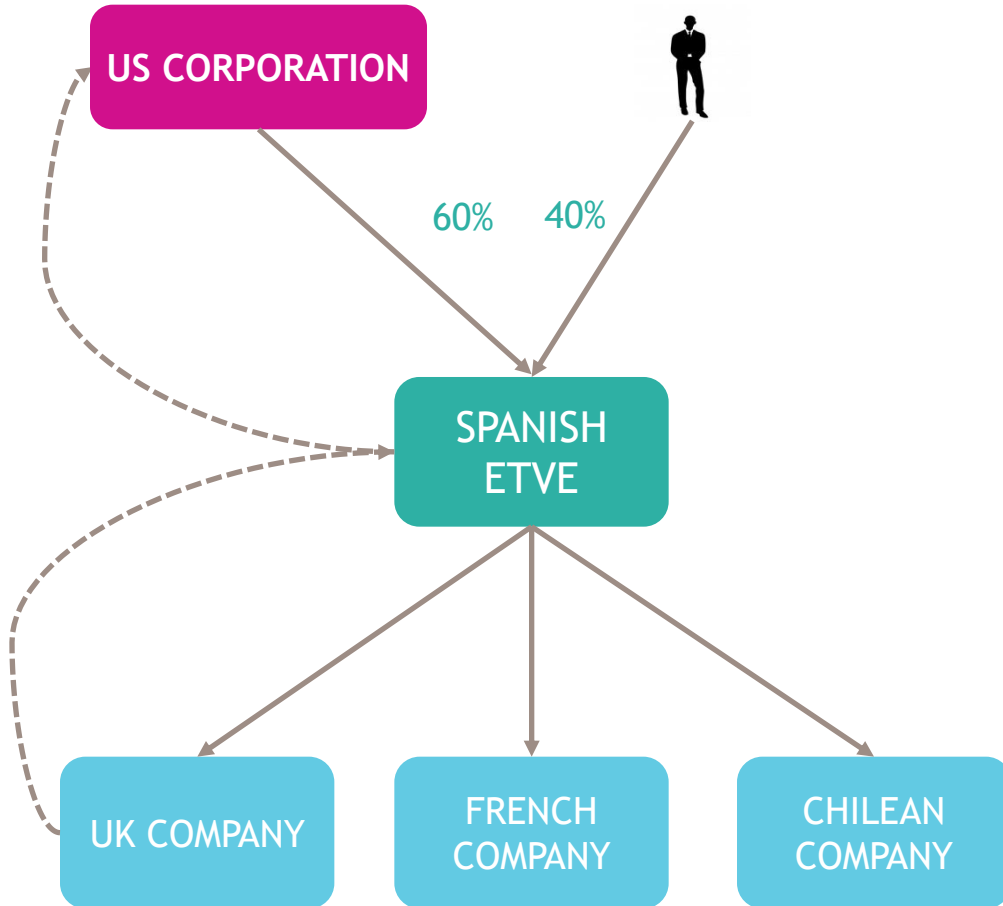 US CORPORATION
60%
40%
SPANISH
ETVE
UK COMPANY
FRENCH
COMPANY
CHILEAN
COMPANY